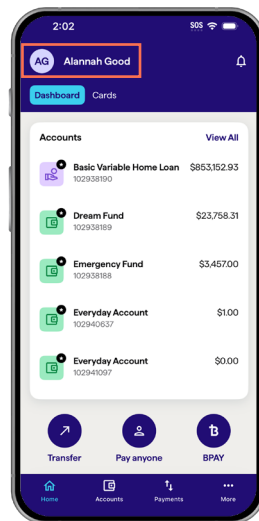 2:02
SOS
AG Alannah Good
Dashboard Cards
Accounts View All
Basic Variable Home Loan $853,152.93
102938190
Dream Fund $23,758.31
102938189
Emergency Fund $3,457.00
102938188
Everyday Account $1.00
102940637
Everyday Account $0.00
102941097
Transfer Pay anyone BPAY
Home Accounts Payments More